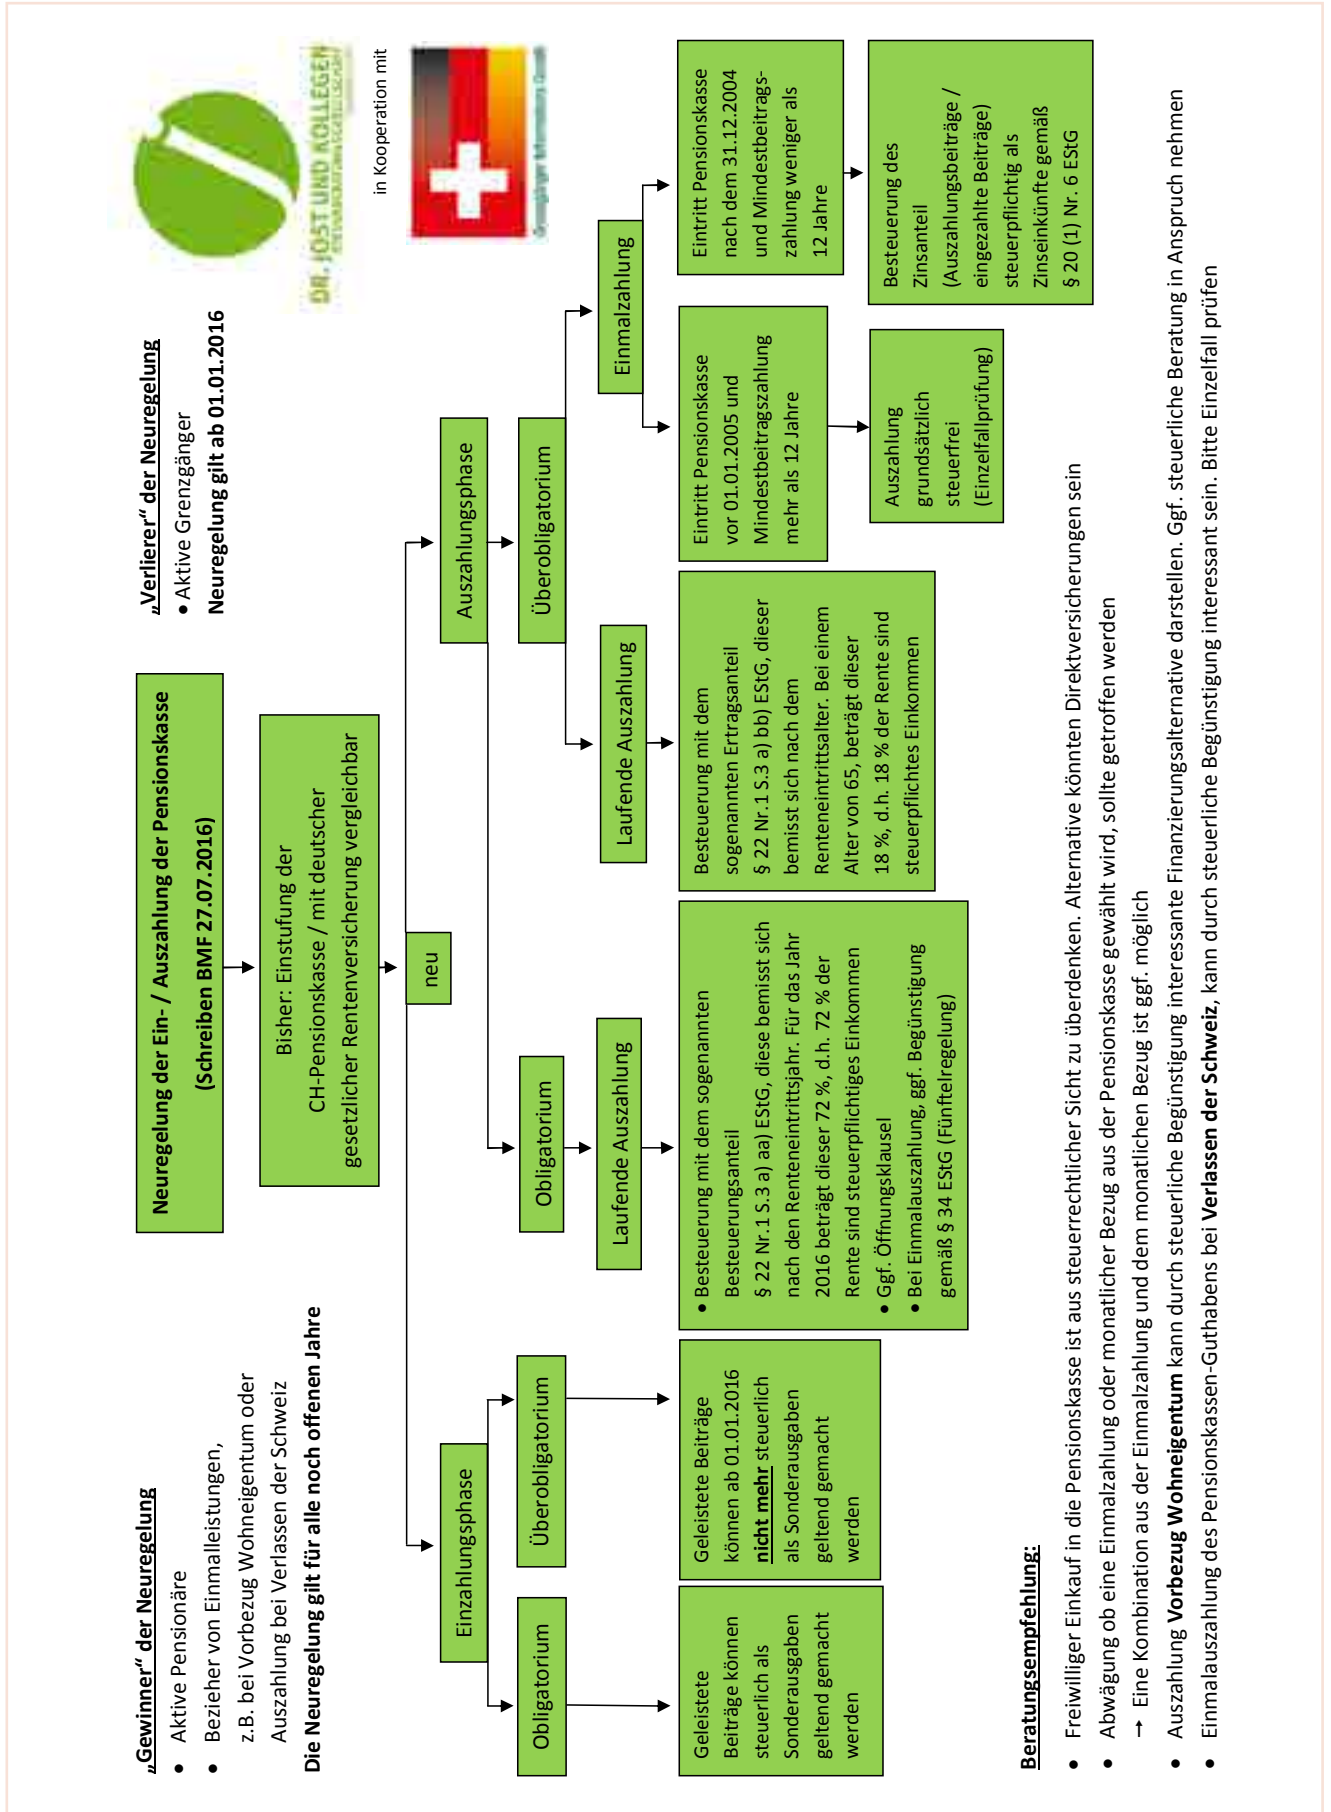 „Gewinner“ der Neuregelung
• Aktive Pensionäre
• Bezieher von Einmalleistungen,
z.B. bei Vorbezug Wohneigentum oder
Auszahlung bei Verlassen der Schweiz
Die Neuregelung gilt für alle noch offenen Jahre
Neuregelung der Ein- / Auszahlung der Pensionskasse
(Schreiben BMF 27.07.2016)
„Verlierer“ der Neuregelung
• Aktive Grenzgänger
Neuregelung gilt ab 01.01.2016
DR. JOST UND KOLLEGEN
in Kooperation mit
Bisher: Einstufung der
CH-Pensionskasse / mit deutscher
gesetzlicher Rentenversicherung vergleichbar
neu
Einzahlungsphase
Auszahlungsphase
Obligatorium
Überobligatorium
Obligatorium
Überobligatorium
Laufende Auszahlung
Laufende Auszahlung
Einmalzahlung
Geleistete
Beiträge können
steuerlich als
Sonderausgaben
geltend gemacht
werden
Geleistete Beiträge
können ab 01.01.2016
nicht mehr steuerlich
als Sonderausgaben
geltend gemacht
werden
• Besteuerung mit dem sogenannten
Besteuerungsanteil
§ 22 Nr.1 S.3 a) aa) EStG, diese bemisst sich
nach den Renteneintrittsjahr. Für das Jahr
2016 beträgt dieser 72 %, d.h. 72 % der
Rente sind steuerpflichtiges Einkommen
• Ggf. Öffnungsklausel
• Bei Einmalauszahlung, ggf. Begünstigung
gemäß § 34 EStG (Fünftelregelung)
Besteuerung mit dem
sogenannten Ertragsanteil
§ 22 Nr.1 S.3 a) bb) EStG, dieser
bemisst sich nach dem
Renteneintrittsalter. Bei einem
Alter von 65, beträgt dieser
18 %, d.h. 18 % der Rente sind
steuerpflichtes Einkommen
Eintritt Pensionskasse
vor 01.01.2005 und
Mindestbeitragszahlung
mehr als 12 Jahre
Eintritt Pensionskasse
nach dem 31.12.2004
und Mindestbeitrags-
zahlung weniger als
12 Jahre
Auszahlung
grundsätzlich
steuerfrei
(Einzelfallprüfung)
Besteuerung des
Zinsanteil
(Auszahlungsbeiträge /
eingezahlte Beiträge)
steuerpflichtig als
Zinseinkünfte gemäß
§ 20 (1) Nr. 6 EStG
Beratungsempfehlung:
• Freiwilliger Einkauf in die Pensionskasse ist aus steuerrechtlicher Sicht zu überdenken. Alternative könnten Direktversicherungen sein
• Abwägung ob eine Einmalzahlung oder monatlicher Bezug aus der Pensionskasse gewählt wird, sollte getroffen werden
→ Eine Kombination aus der Einmalzahlung und dem monatlichen Bezug ist ggf. möglich
• Auszahlung Vorbezug Wohneigentum kann durch steuerliche Begünstigung interessante Finanzierungsalternative darstellen. Ggf. steuerliche Beratung in Anspruch nehmen
• Einmalauszahlung des Pensionskassen-Guthabens bei Verlassen der Schweiz, kann durch steuerliche Begünstigung interessant sein. Bitte Einzelfall prüfen